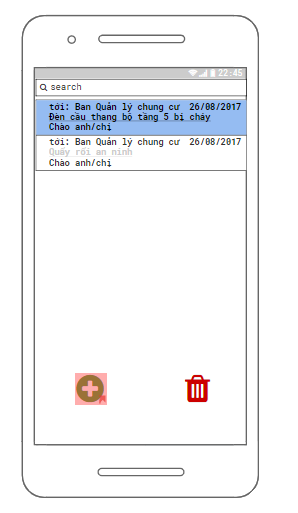 22:45
search
tới: Ban Quản lý chung cư 26/08/2017
Đèn cầu thang bộ tầng 5 bị cháy
Chào anh/chị
tới: Ban Quản lý chung cư 26/08/2017
Quấy rối an ninh
Chào anh/chị